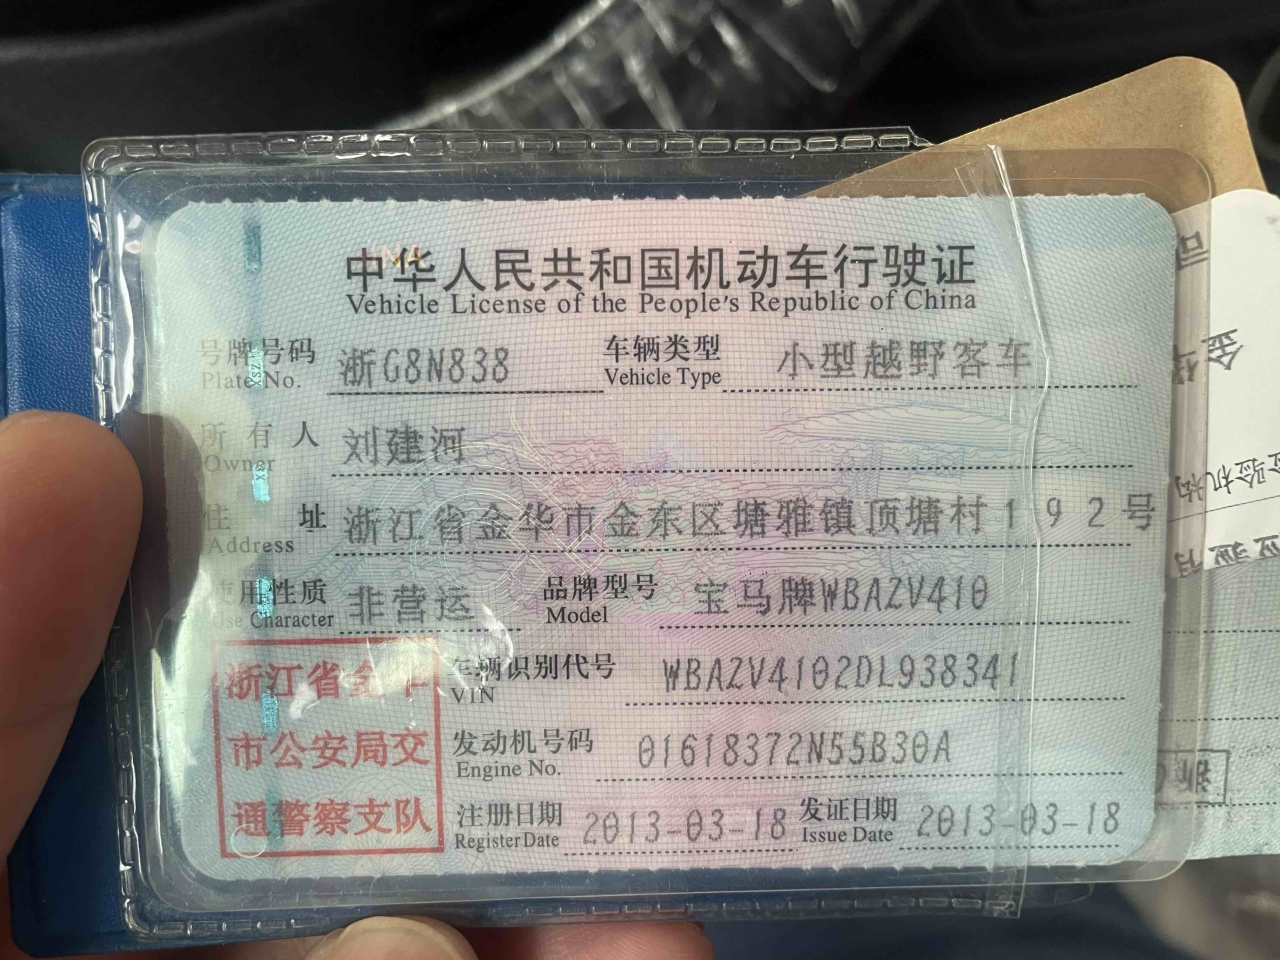 中华人民共和国机动车行驶证
Vehicle License of the People's Republic of China
号牌号码 浙G8N838 车辆类型 小型越野客车
Plate No. Vehicle Type
所有人 刘建河
Owner
住址 浙江省金华市金东区塘雅镇顶塘村192号
Address
使用性质 非营运 品牌型号 宝马牌WBAZV410
Use Character Model
车辆识别代号 WBAZV4102DL938341
VIN
发动机号码 01618372N55B30A
Engine No.
注册日期 2013-03-18 发证日期 2013-03-18
Register Date Issue Date
浙江省金华
市公安局交
通警察支队